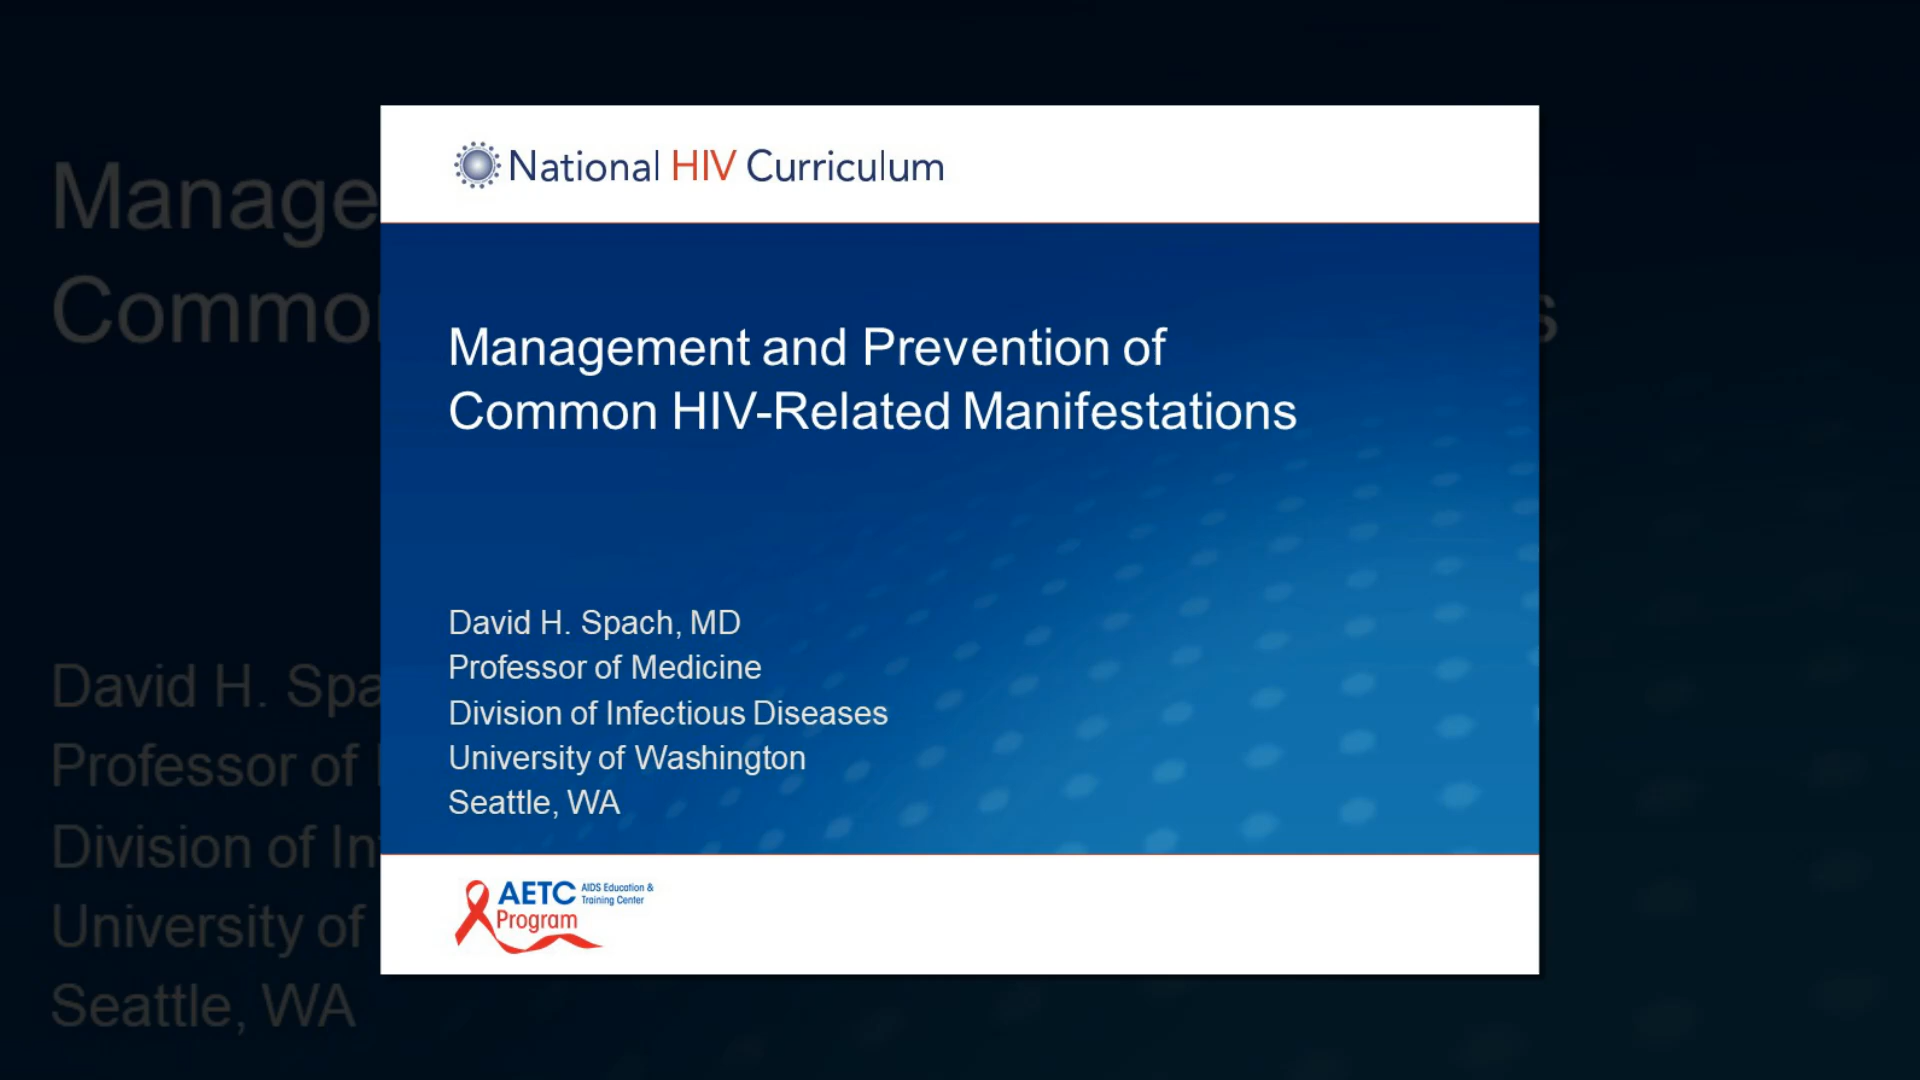 National HIV Curriculum
Management and Prevention of
Common HIV-Related Manifestations
David H. Spach, MD
Professor of Medicine
Division of Infectious Diseases
University of Washington
Seattle, WA
AETC AIDS Education &
Training Center
Program